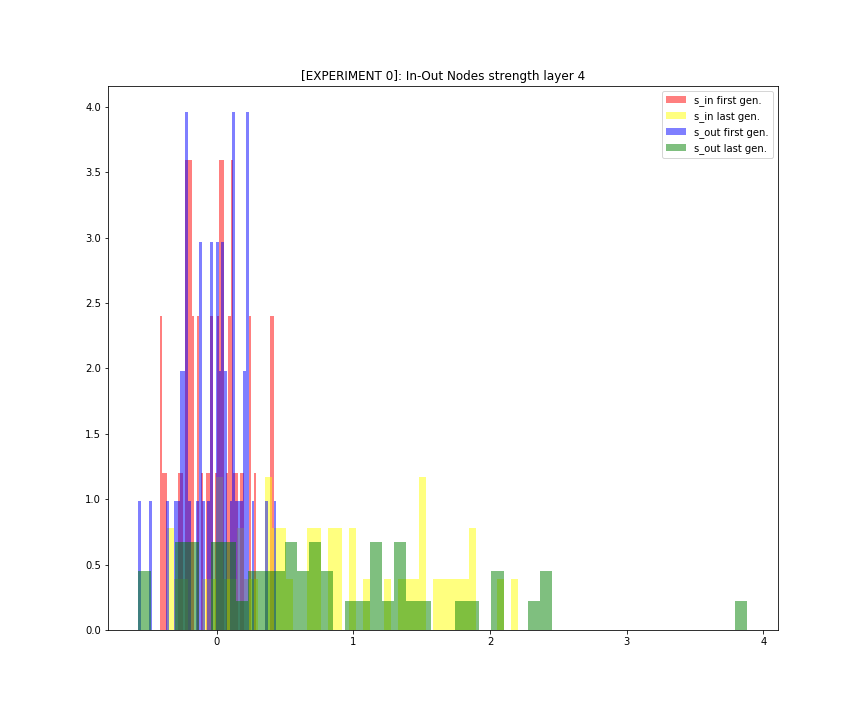 [EXPERIMENT 0]: In-Out Nodes strength layer 4
s_in first gen.
s_in last gen.
s_out first gen.
s_out last gen.
4.0
3.5
3.0
2.5
2.0
1.5
1.0
0.5
0.0
0 1 2 3 4